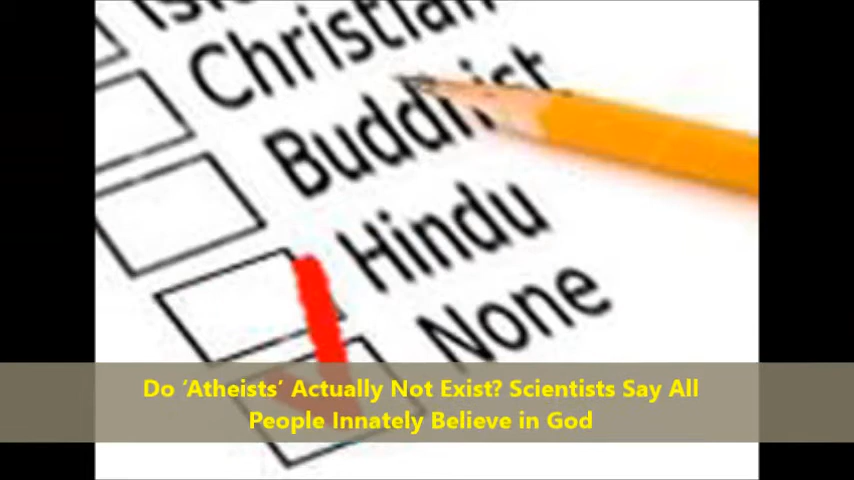 Christian
Buddhist
Hindu
None
Do ‘Atheists’ Actually Not Exist? Scientists Say All
People Innately Believe in God